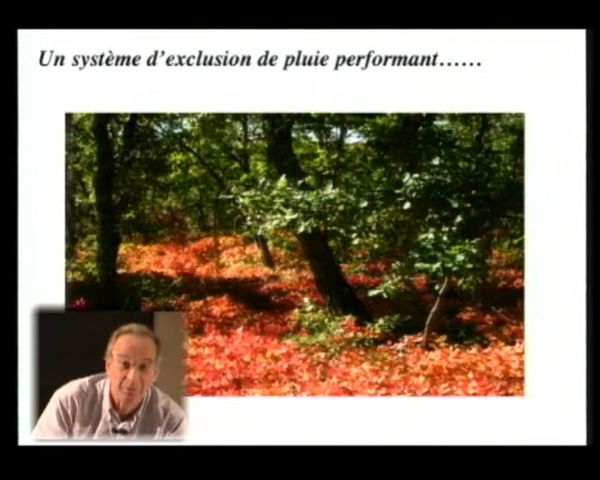 Un système d’exclusion de pluie performant……